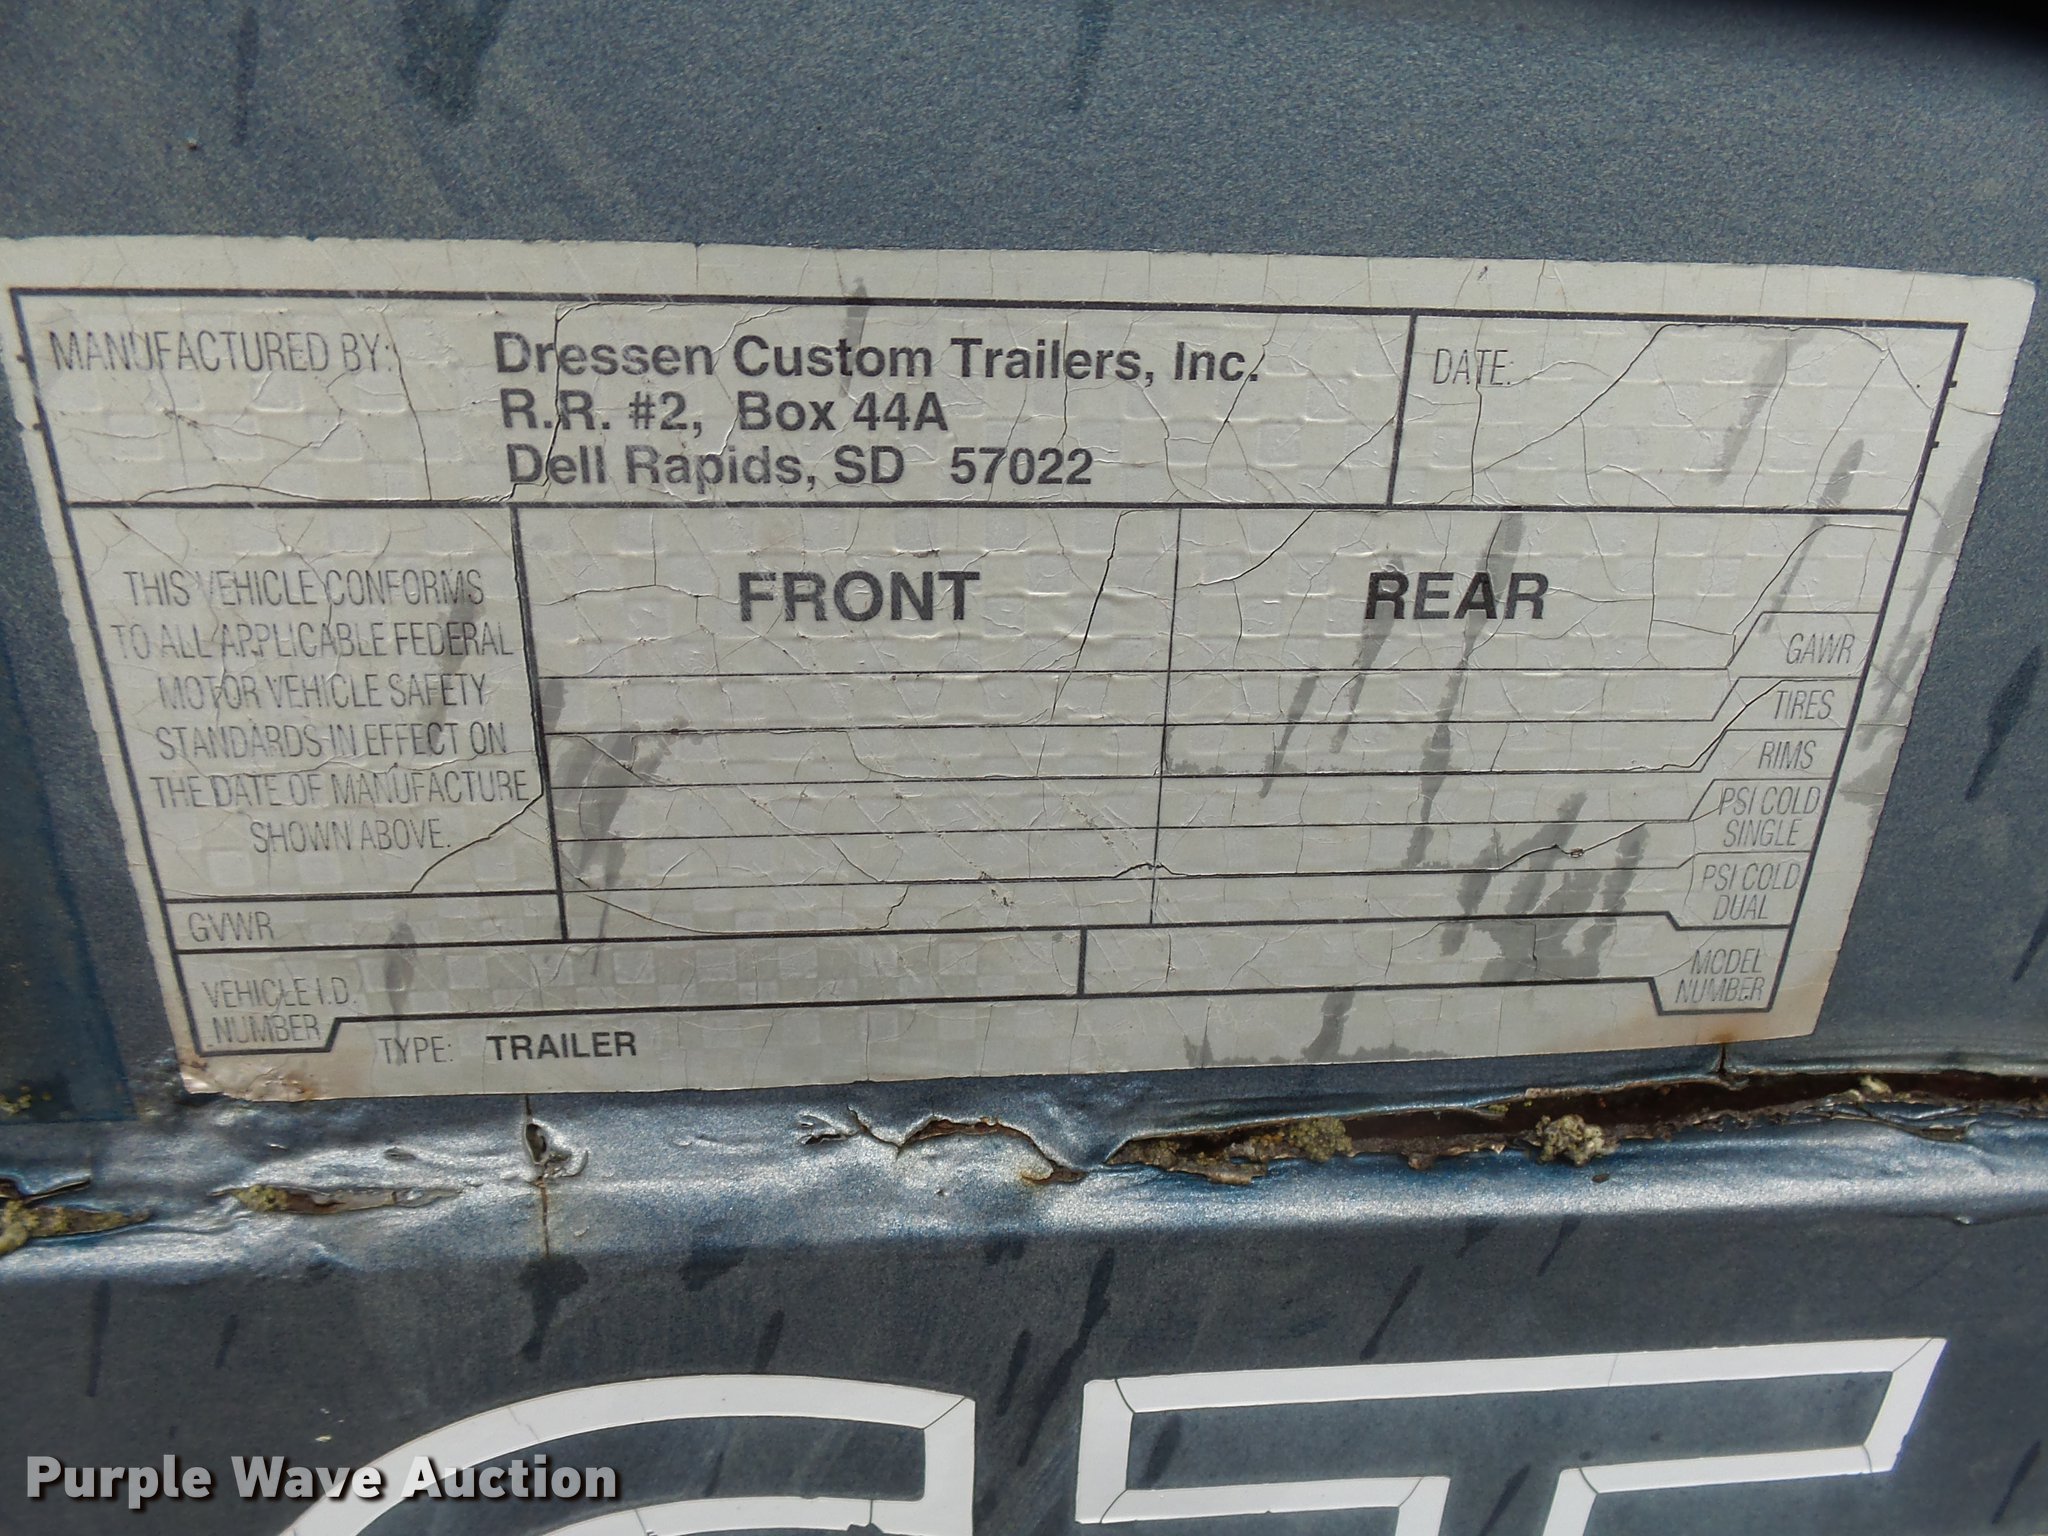 MANUFACTURED BY: Dressen Custom Trailers, Inc.
R.R. #2, Box 44A
Dell Rapids, SD 57022
DATE:
THIS VEHICLE CONFORMS
TO ALL APPLICABLE FEDERAL
MOTOR VEHICLE SAFETY
STANDARDS IN EFFECT ON
THE DATE OF MANUFACTURE
SHOWN ABOVE.
FRONT
REAR
GAWR
TIRES
RIMS
PSI COLD
SINGLE
PSI COLD
DUAL
GVWR
VEHICLE I.D.
NUMBER
MODEL
NUMBER
TYPE: TRAILER
Purple Wave Auction